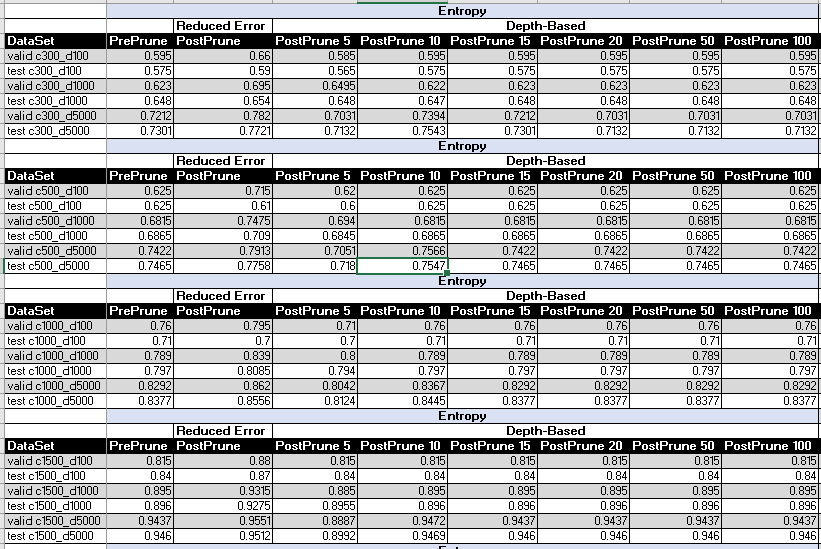 Entropy
Reduced Error Depth-Based
DataSet PrePrune PostPrune PostPrune 5 PostPrune 10 PostPrune 15 PostPrune 20 PostPrune 50 PostPrune 100
valid c300_d100 0.595 0.66 0.585 0.595 0.595 0.595 0.595 0.595
test c300_d100 0.575 0.59 0.565 0.575 0.575 0.575 0.575 0.575
valid c300_d1000 0.623 0.695 0.6495 0.622 0.623 0.623 0.623 0.623
test c300_d1000 0.648 0.654 0.648 0.647 0.648 0.648 0.648 0.648
valid c300_d5000 0.7212 0.782 0.7031 0.7394 0.7212 0.7031 0.7031 0.7031
test c300_d5000 0.7301 0.7721 0.7132 0.7543 0.7301 0.7132 0.7132 0.7132
Entropy
Reduced Error Depth-Based
DataSet PrePrune PostPrune PostPrune 5 PostPrune 10 PostPrune 15 PostPrune 20 PostPrune 50 PostPrune 100
valid c500_d100 0.625 0.715 0.62 0.625 0.625 0.625 0.625 0.625
test c500_d100 0.625 0.61 0.6 0.625 0.625 0.625 0.625 0.625
valid c500_d1000 0.6815 0.7475 0.694 0.6815 0.6815 0.6815 0.6815 0.6815
test c500_d1000 0.6865 0.709 0.6845 0.6865 0.6865 0.6865 0.6865 0.6865
valid c500_d5000 0.7422 0.7913 0.7051 0.7566 0.7422 0.7422 0.7422 0.7422
test c500_d5000 0.7465 0.7758 0.718 0.7547 0.7465 0.7465 0.7465 0.7465
Entropy
Reduced Error Depth-Based
DataSet PrePrune PostPrune PostPrune 5 PostPrune 10 PostPrune 15 PostPrune 20 PostPrune 50 PostPrune 100
valid c1000_d100 0.76 0.795 0.71 0.76 0.76 0.76 0.76 0.76
test c1000_d100 0.71 0.7 0.7 0.71 0.71 0.71 0.71 0.71
valid c1000_d1000 0.789 0.839 0.8 0.789 0.789 0.789 0.789 0.789
test c1000_d1000 0.797 0.8085 0.794 0.797 0.797 0.797 0.797 0.797
valid c1000_d5000 0.8292 0.862 0.8042 0.8367 0.8292 0.8292 0.8292 0.8292
test c1000_d5000 0.8377 0.8556 0.8124 0.8445 0.8377 0.8377 0.8377 0.8377
Entropy
Reduced Error Depth-Based
DataSet PrePrune PostPrune PostPrune 5 PostPrune 10 PostPrune 15 PostPrune 20 PostPrune 50 PostPrune 100
valid c1500_d100 0.815 0.88 0.815 0.815 0.815 0.815 0.815 0.815
test c1500_d100 0.84 0.87 0.84 0.84 0.84 0.84 0.84 0.84
valid c1500_d1000 0.895 0.9315 0.885 0.895 0.895 0.895 0.895 0.895
test c1500_d1000 0.896 0.9275 0.8955 0.896 0.896 0.896 0.896 0.896
valid c1500_d5000 0.9437 0.9551 0.8887 0.9472 0.9437 0.9437 0.9437 0.9437
test c1500_d5000 0.946 0.9512 0.8992 0.9469 0.946 0.946 0.946 0.946